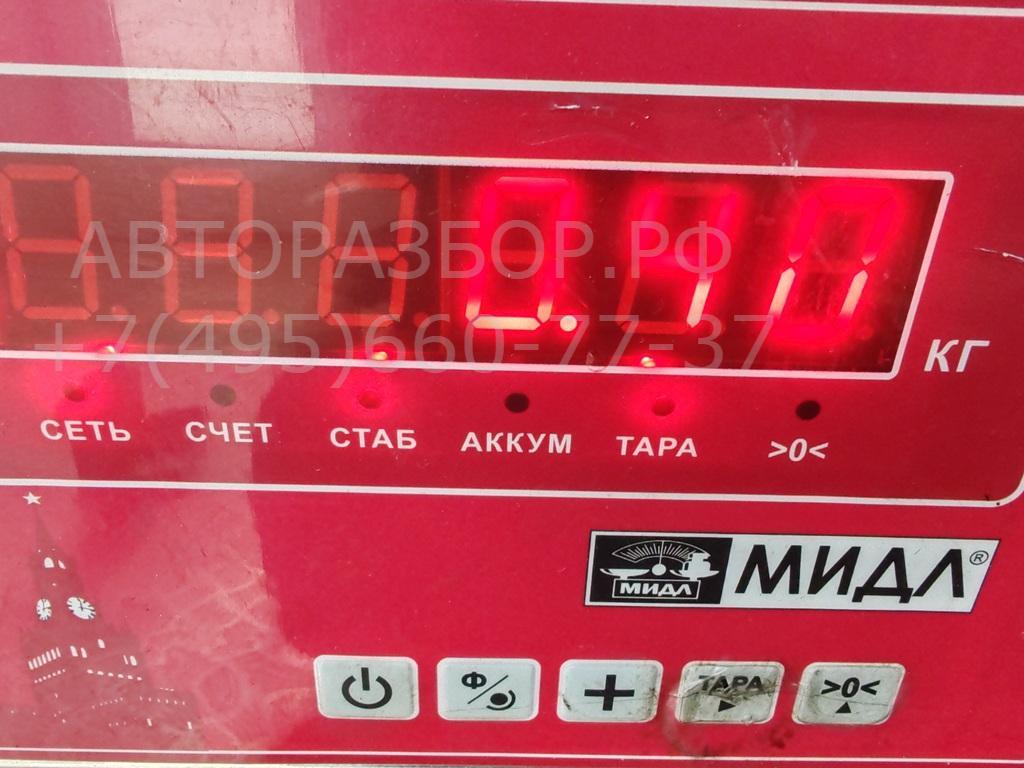 0.40
АВТОРАЗБОР.РФ
+7(495)660-77-37
КГ
СЕТЬ СЧЕТ СТАБ АККУМ ТАРА >0<
МИДЛ МИДЛ®
Ф/ + ТАРА >0<